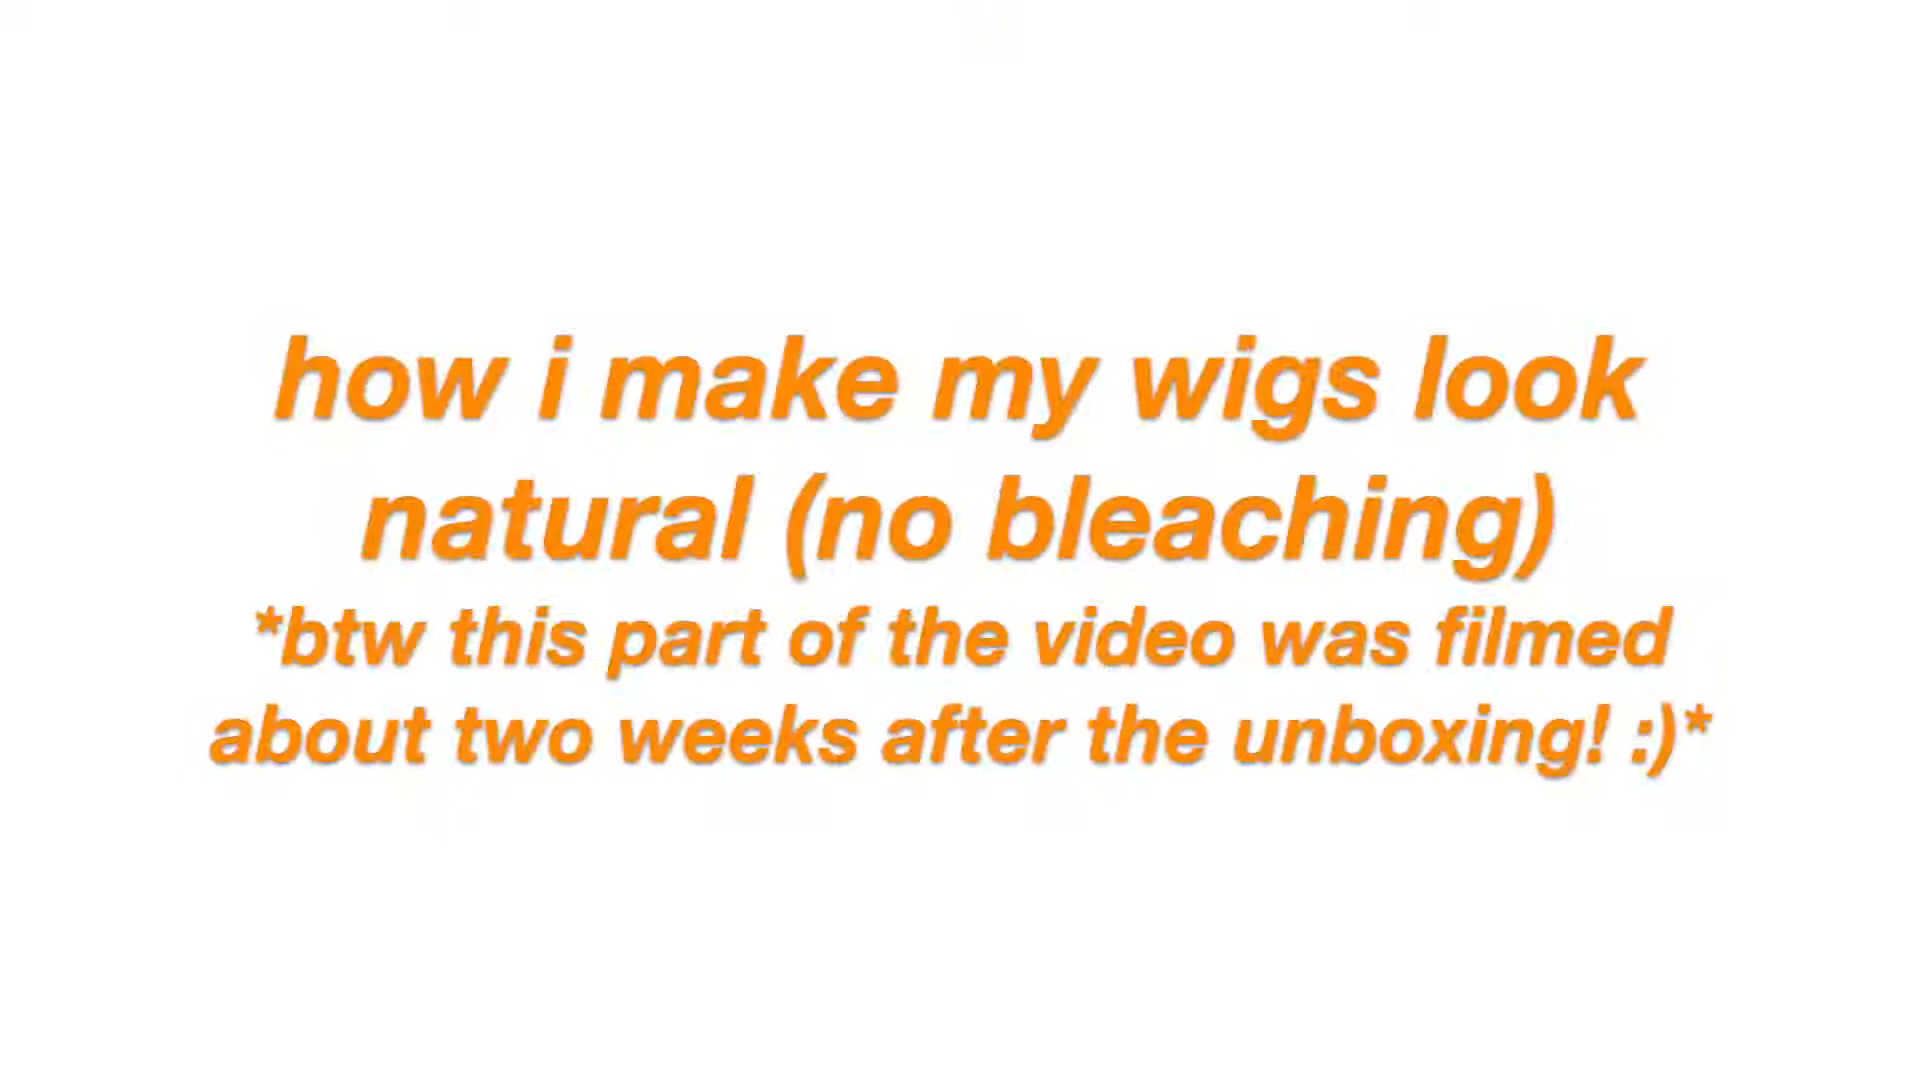 how i make my wigs look
natural (no bleaching)
*btw this part of the video was filmed
about two weeks after the unboxing! :)*